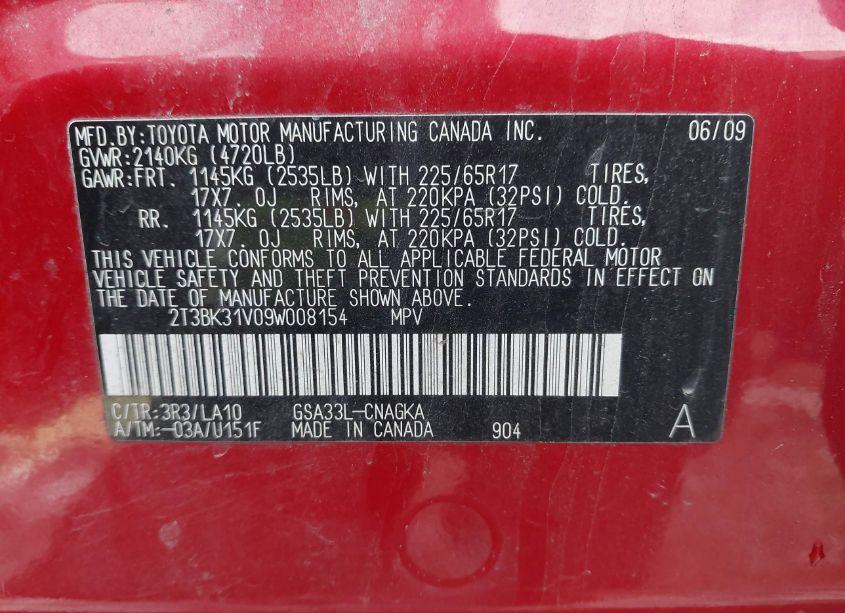 MFD.BY:TOYOTA MOTOR MANUFACTURING CANADA INC. 06/09
GVWR:2140KG (4720LB)
GAWR:FRT. 1145KG (2535LB) WITH 225/65R17 TIRES,
17X7.0J RIMS, AT 220KPA (32PSI) COLD.
RR. 1145KG (2535LB) WITH 225/65R17 TIRES,
17X7.0J RIMS, AT 220KPA (32PSI) COLD.
THIS VEHICLE CONFORMS TO ALL APPLICABLE FEDERAL MOTOR
VEHICLE SAFETY AND THEFT PREVENTION STANDARDS IN EFFECT ON
THE DATE OF MANUFACTURE SHOWN ABOVE.
2T3BK31V09W008154 MPV
C/TR:3R3/LA10 GSA33L-CNAGKA
A/TM:-03A/U151F MADE IN CANADA 904 A